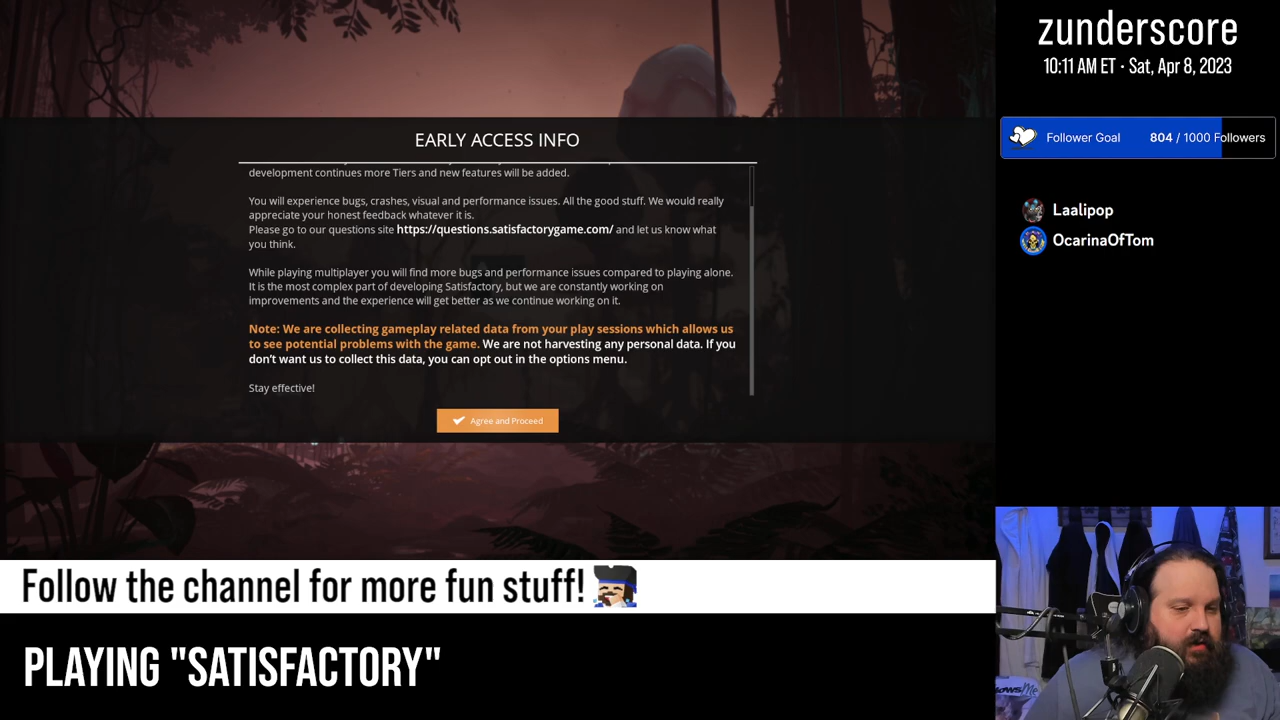 EARLY ACCESS INFO
development continues more Tiers and new features will be added.
You will experience bugs, crashes, visual and performance issues. All the good stuff. We would really
appreciate your honest feedback whatever it is.
Please go to our questions site https://questions.satisfactorygame.com/ and let us know what
you think.
While playing multiplayer you will find more bugs and performance issues compared to playing alone.
It is the most complex part of developing Satisfactory, but we are constantly working on
improvements and the experience will get better as we continue working on it.
Note: We are collecting gameplay related data from your play sessions which allows us
to see potential problems with the game. We are not harvesting any personal data. If you
don't want us to collect this data, you can opt out in the options menu.
Stay effective!
Agree and Proceed
zunderscore
10:11 AM ET · Sat, Apr 8, 2023
Follower Goal 804 / 1000 Followers
Laalipop
OcarinaOfTom
Follow the channel for more fun stuff!
PLAYING "SATISFACTORY"